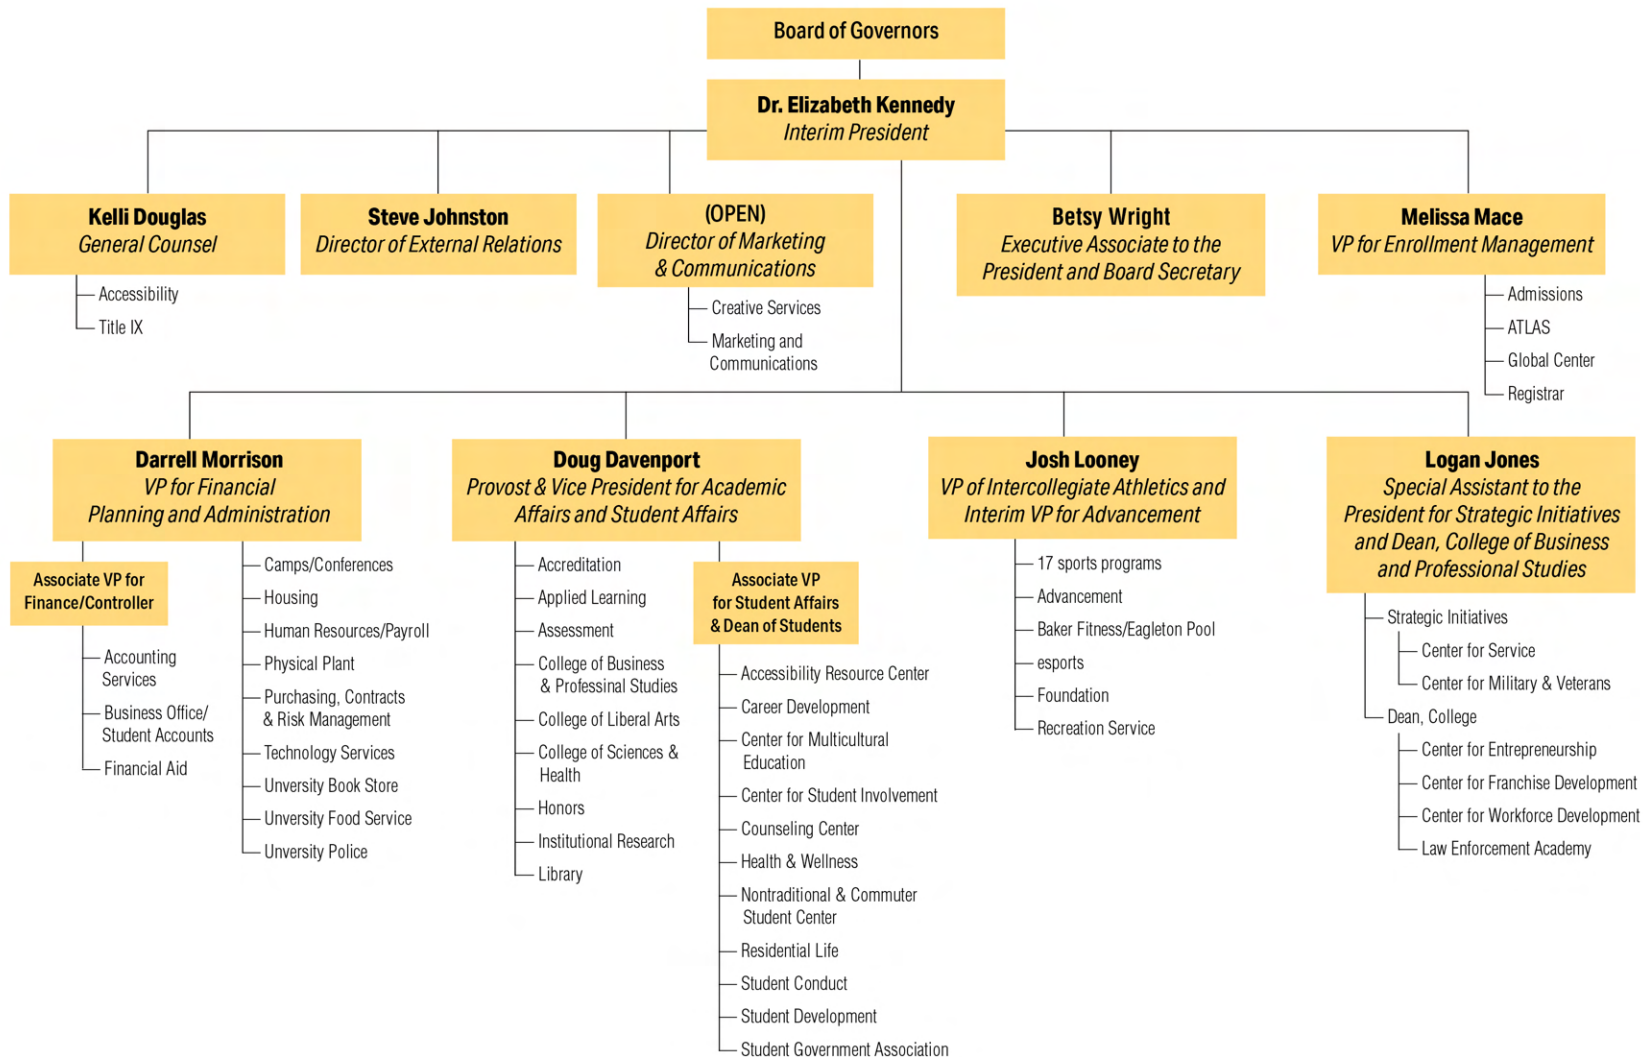 Board of Governors
Dr. Elizabeth Kennedy
Interim President
Kelli Douglas
General Counsel
Accessibility
Title IX
Steve Johnston
Director of External Relations
(OPEN)
Director of Marketing
& Communications
Creative Services
Marketing and
Communications
Betsy Wright
Executive Associate to the
President and Board Secretary
Melissa Mace
VP for Enrollment Management
Admissions
ATLAS
Global Center
Registrar
Darrell Morrison
VP for Financial
Planning and Administration
Associate VP for
Finance/Controller
Accounting
Services
Business Office/
Student Accounts
Financial Aid
Camps/Conferences
Housing
Human Resources/Payroll
Physical Plant
Purchasing, Contracts
& Risk Management
Technology Services
Unversity Book Store
Unversity Food Service
Unversity Police
Doug Davenport
Provost & Vice President for Academic
Affairs and Student Affairs
Accreditation
Applied Learning
Assessment
College of Business
& Professinal Studies
College of Liberal Arts
College of Sciences &
Health
Honors
Institutional Research
Library
Associate VP
for Student Affairs
& Dean of Students
Accessibility Resource Center
Career Development
Center for Multicultural
Education
Center for Student Involvement
Counseling Center
Health & Wellness
Nontraditional & Commuter
Student Center
Residential Life
Student Conduct
Student Development
Student Government Association
Josh Looney
VP of Intercollegiate Athletics and
Interim VP for Advancement
17 sports programs
Advancement
Baker Fitness/Eagleton Pool
esports
Foundation
Recreation Service
Logan Jones
Special Assistant to the
President for Strategic Initiatives
and Dean, College of Business
and Professional Studies
Strategic Initiatives
Center for Service
Center for Military & Veterans
Dean, College
Center for Entrepreneurship
Center for Franchise Development
Center for Workforce Development
Law Enforcement Academy